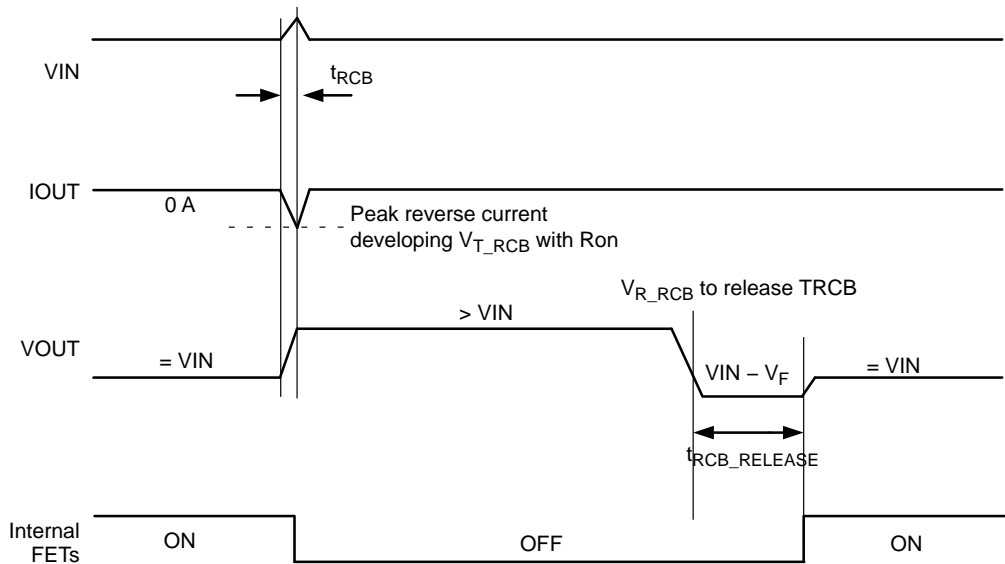 VIN
tRCB
IOUT
0 A
Peak reverse current
developing VT_RCB with Ron
VR_RCB to release TRCB
> VIN
VOUT
= VIN
VIN – VF
= VIN
tRCB_RELEASE
Internal
FETs
ON
OFF
ON